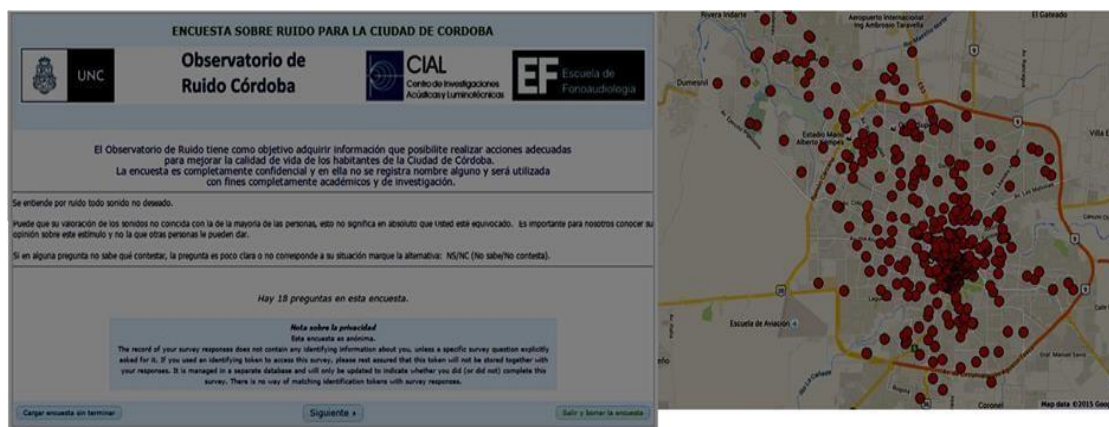 ENCUESTA SOBRE RUIDO PARA LA CIUDAD DE CORDOBA
UNC
Observatorio de
Ruido Córdoba
CIAL
Centro de Investigaciones
Acústicas y Luminotécnicas
EF
Escuela de
Fonoaudiología
El Observatorio de Ruido tiene como objetivo adquirir información que posibilite realizar acciones adecuadas
para mejorar la calidad de vida de los habitantes de la Ciudad de Córdoba.
La encuesta es completamente confidencial y en ella no se registra nombre alguno y será utilizada
con fines completamente académicos y de investigación.
Se entiende por ruido todo sonido no deseado.
Puede que su valoración de los sonidos no coincida con la de la mayoría de las personas, esto no significa en absoluto que Usted esté equivocado. Es importante para nosotros conocer su
opinión sobre este estímulo y no la que otras personas le pueden dar.
Si en alguna pregunta no sabe qué contestar, la pregunta es poco clara o no corresponde a su situación marque la alternativa: NS/NC (No sabe/No contesta).
Hay 18 preguntas en esta encuesta.
Nota sobre la privacidad
Esta encuesta es anónima.
The record of your survey responses does not contain any identifying information about you, unless a specific survey question explicitly
asked for it. If you used an identifying token to access this survey, please rest assured that this token will not be stored together with
your responses. It is managed in a separate database and will only be updated to indicate whether you did (or did not) complete this
survey. There is no way of matching identification tokens with survey responses.
Cargar encuesta sin terminar
Siguiente
Salir y borrar la encuesta
Rivera Indarte
Aeropuerto Internacional
Ing Ambrosio Taravella
El Gateado
Dumesnil
E53
9
Estadio Mario
Alberto Kempes
Villa
9
20
Escuela de Aviación
Coronel
36
Map data ©2015 Goog